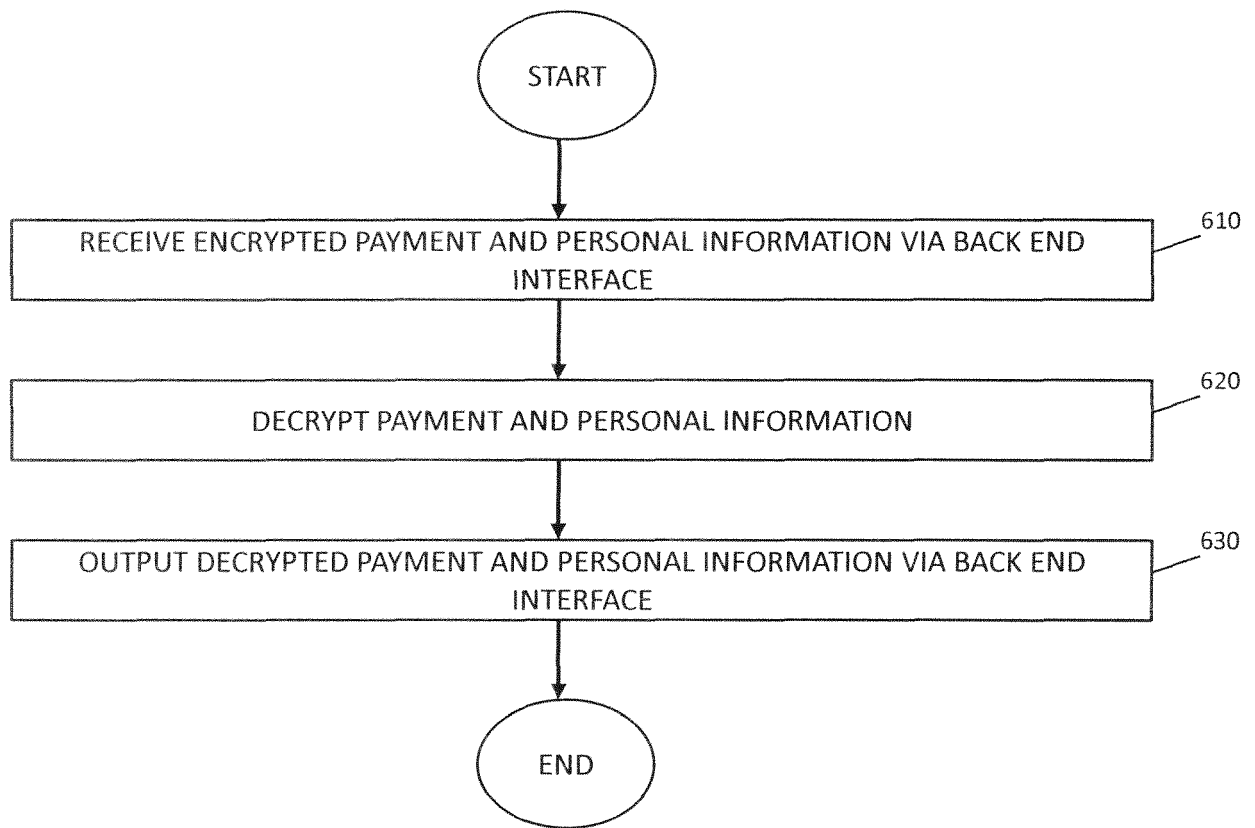 START
610
RECEIVE ENCRYPTED PAYMENT AND PERSONAL INFORMATION VIA BACK END
INTERFACE
620
DECRYPT PAYMENT AND PERSONAL INFORMATION
630
OUTPUT DECRYPTED PAYMENT AND PERSONAL INFORMATION VIA BACK END
INTERFACE
END